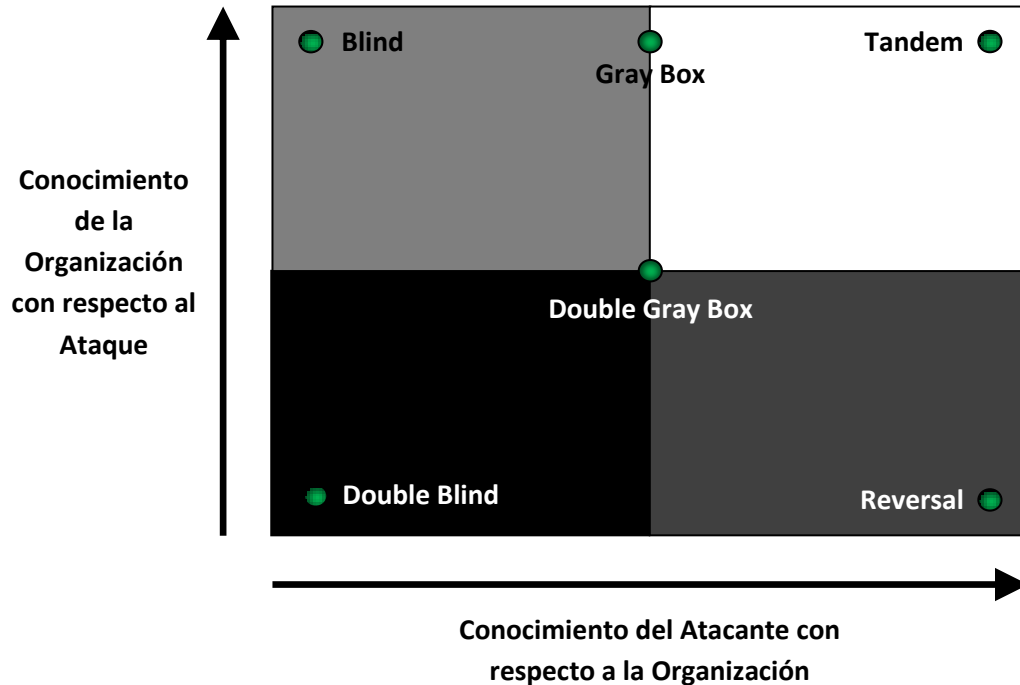 Blind
Gray Box
Tandem
Conocimiento
de la
Organización
con respecto al
Ataque
Double Gray Box
Double Blind
Reversal
Conocimiento del Atacante con
respecto a la Organización